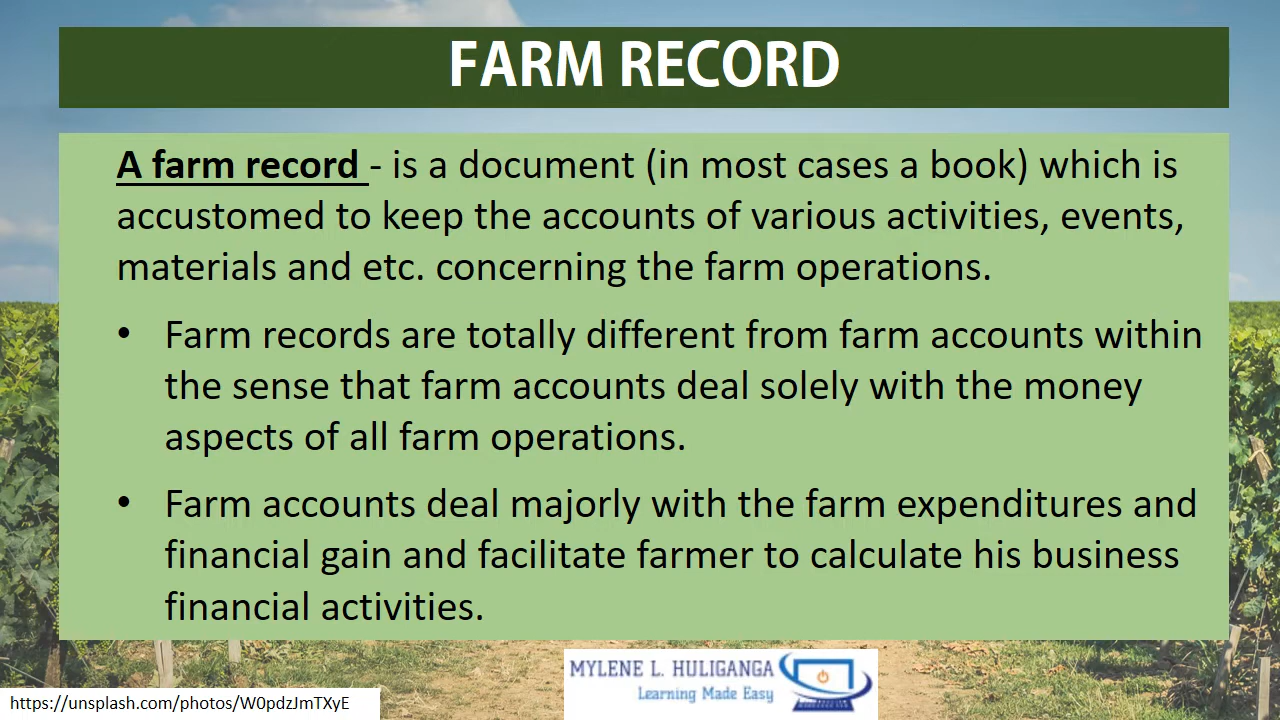 FARM RECORD
A farm record - is a document (in most cases a book) which is
accustomed to keep the accounts of various activities, events,
materials and etc. concerning the farm operations.
• Farm records are totally different from farm accounts within
the sense that farm accounts deal solely with the money
aspects of all farm operations.
• Farm accounts deal majorly with the farm expenditures and
financial gain and facilitate farmer to calculate his business
financial activities.
MYLENE L. HULIGANGA
Learning Made Easy
https://unsplash.com/photos/W0pdzJmTXyE